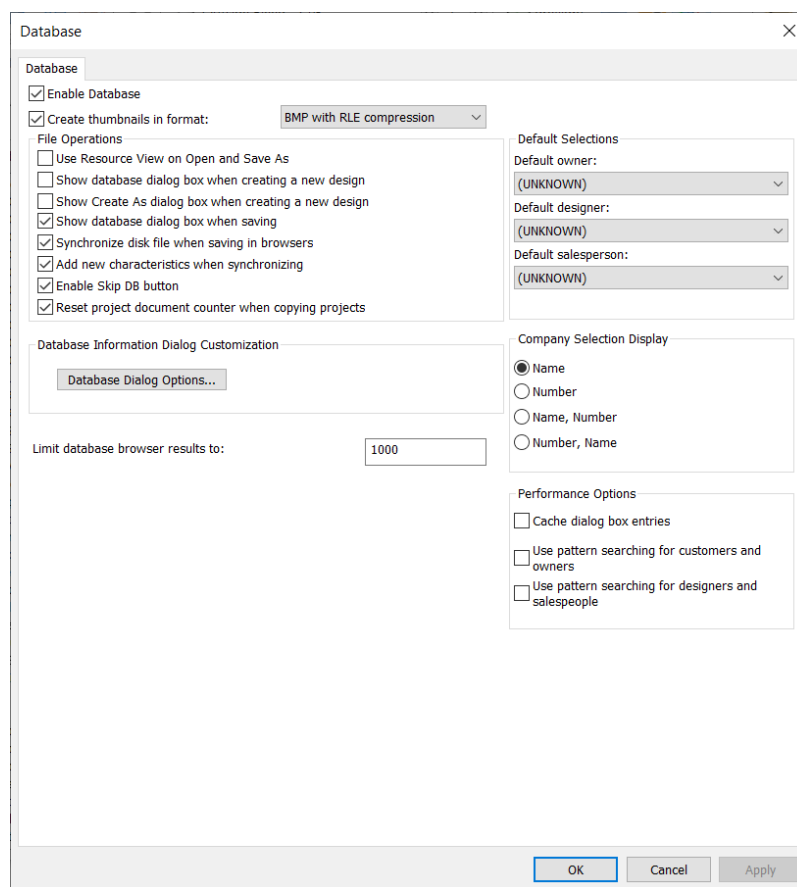 Database
Database
Enable Database
Create thumbnails in format:
BMP with RLE compression
File Operations
Use Resource View on Open and Save As
Show database dialog box when creating a new design
Show Create As dialog box when creating a new design
Show database dialog box when saving
Synchronize disk file when saving in browsers
Add new characteristics when synchronizing
Enable Skip DB button
Reset project document counter when copying projects
Default Selections
Default owner:
(UNKNOWN)
Default designer:
(UNKNOWN)
Default salesperson:
(UNKNOWN)
Database Information Dialog Customization
Database Dialog Options...
Limit database browser results to:
1000
Company Selection Display
Name
Number
Name, Number
Number, Name
Performance Options
Cache dialog box entries
Use pattern searching for customers and
owners
Use pattern searching for designers and
salespeople
OK
Cancel
Apply